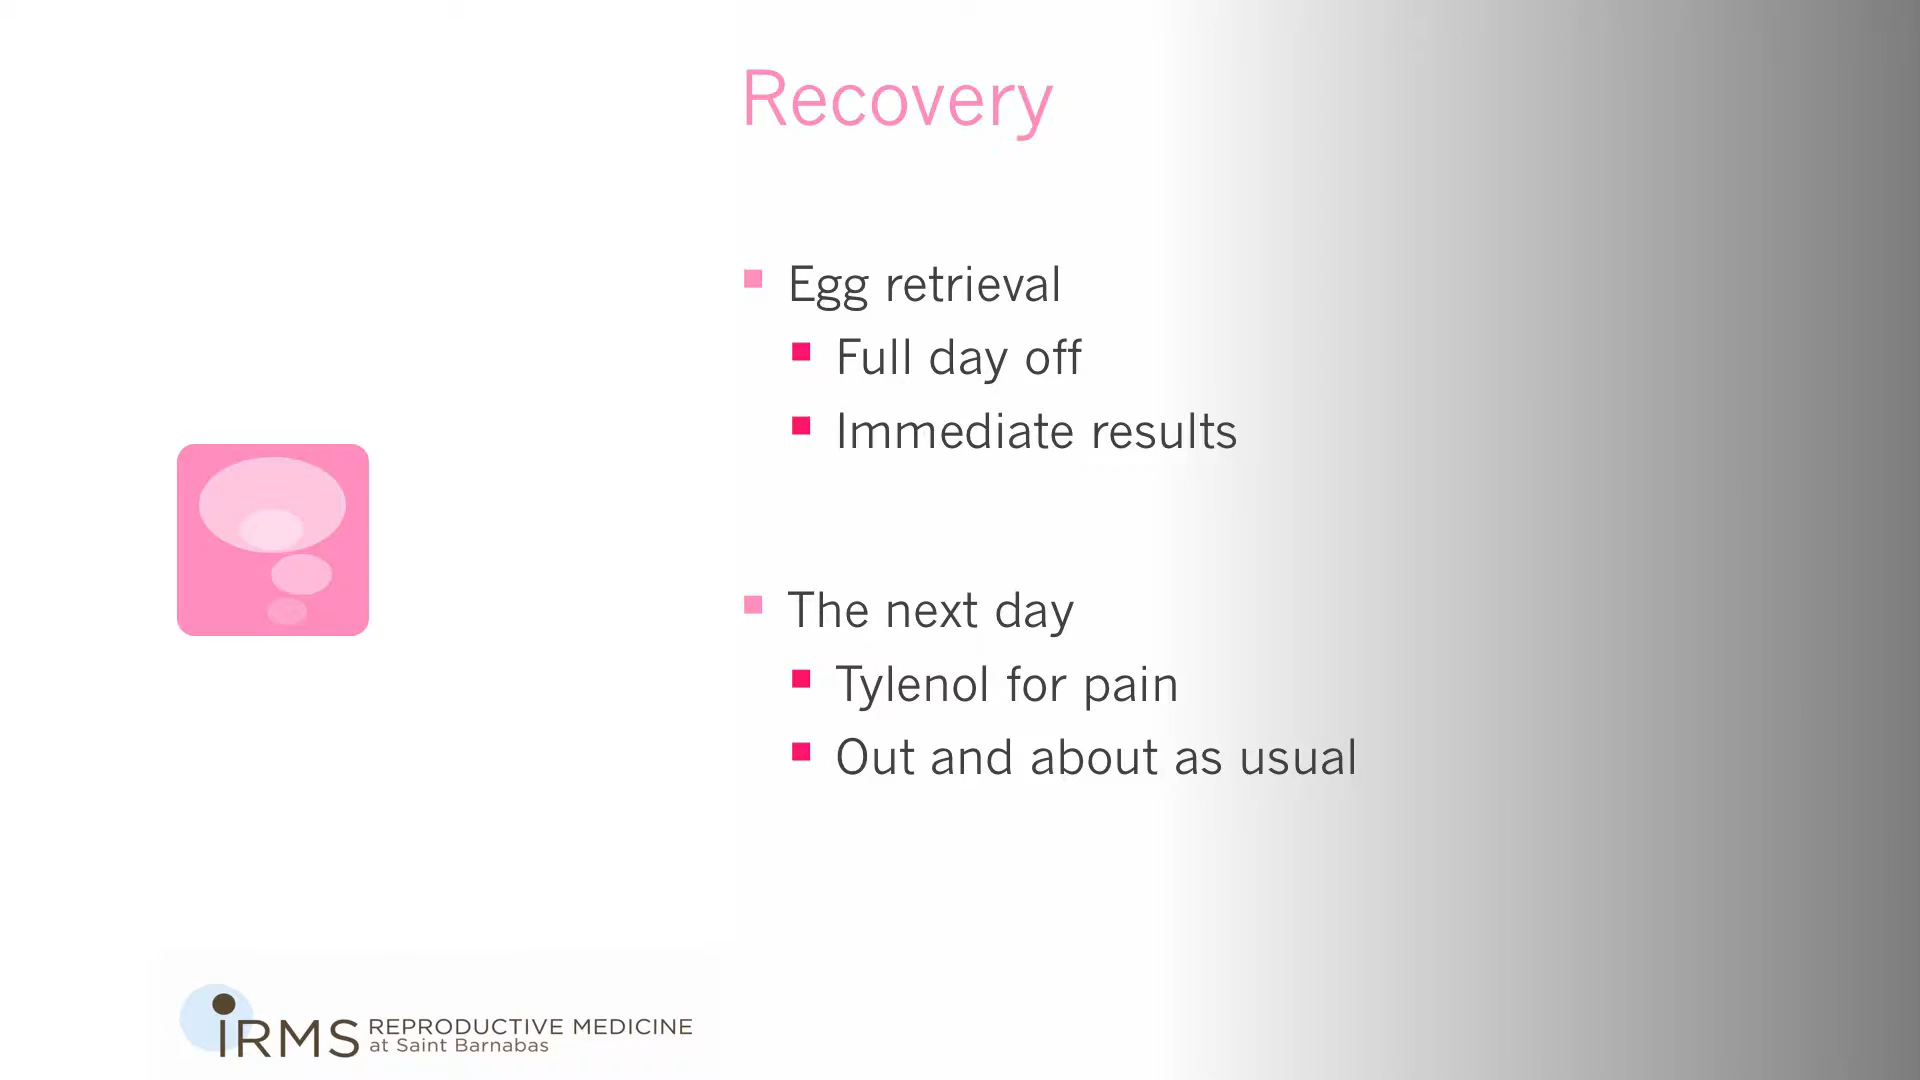 Recovery
Egg retrieval
Full day off
Immediate results
The next day
Tylenol for pain
Out and about as usual
iRMS REPRODUCTIVE MEDICINE
at Saint Barnabas